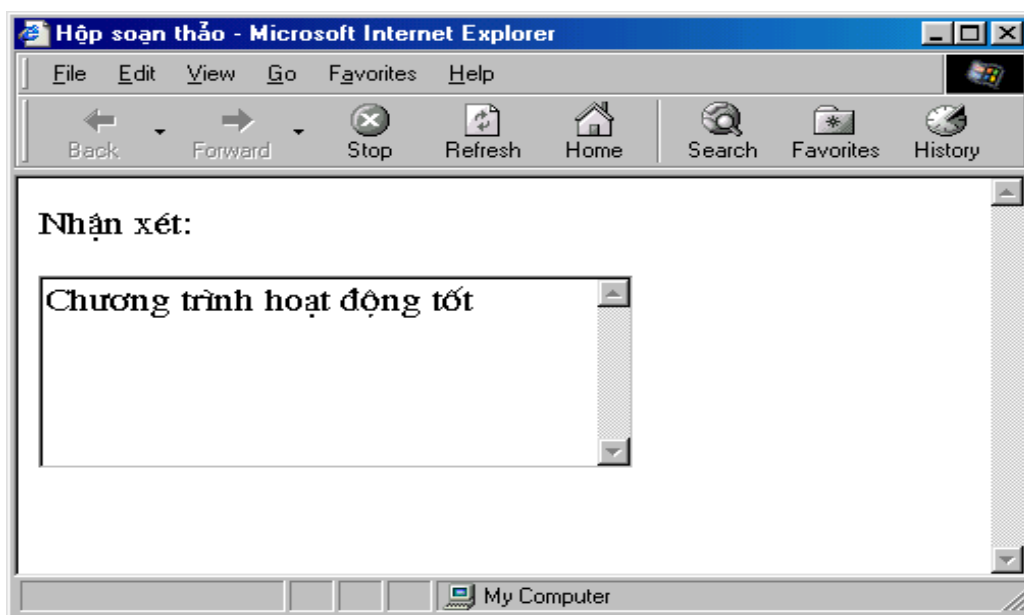 Hộp soạn thảo - Microsoft Internet Explorer
File Edit View Go Favorites Help
Back Forward Stop Refresh Home Search Favorites History
Nhận xét:
Chương trình hoạt động tốt
My Computer